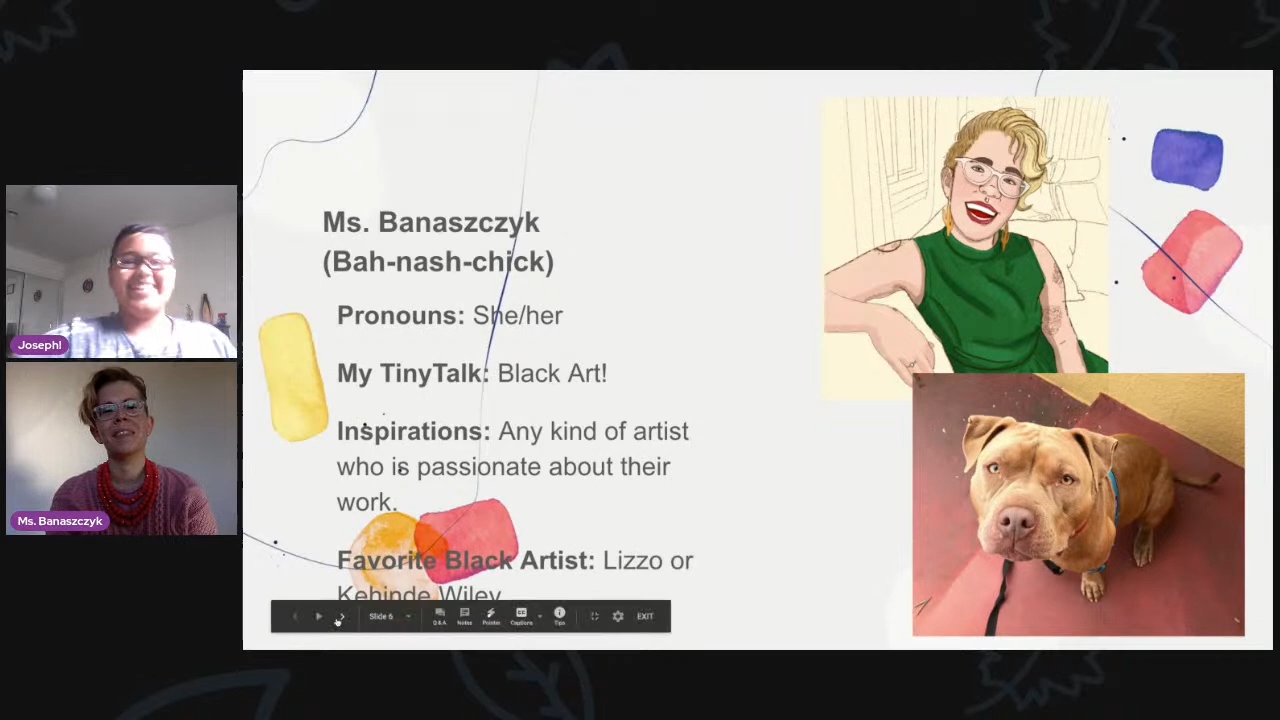 JosephI
Ms. Banaszczyk
Ms. Banaszczyk
(Bah-nash-chick)
Pronouns: She/her
My TinyTalk: Black Art!
Inspirations: Any kind of artist
who is passionate about their
work.
Favorite Black Artist: Lizzo or
Kehinde Wiley
Slide 6
Q&A Notes Pointer Captions Tips EXIT